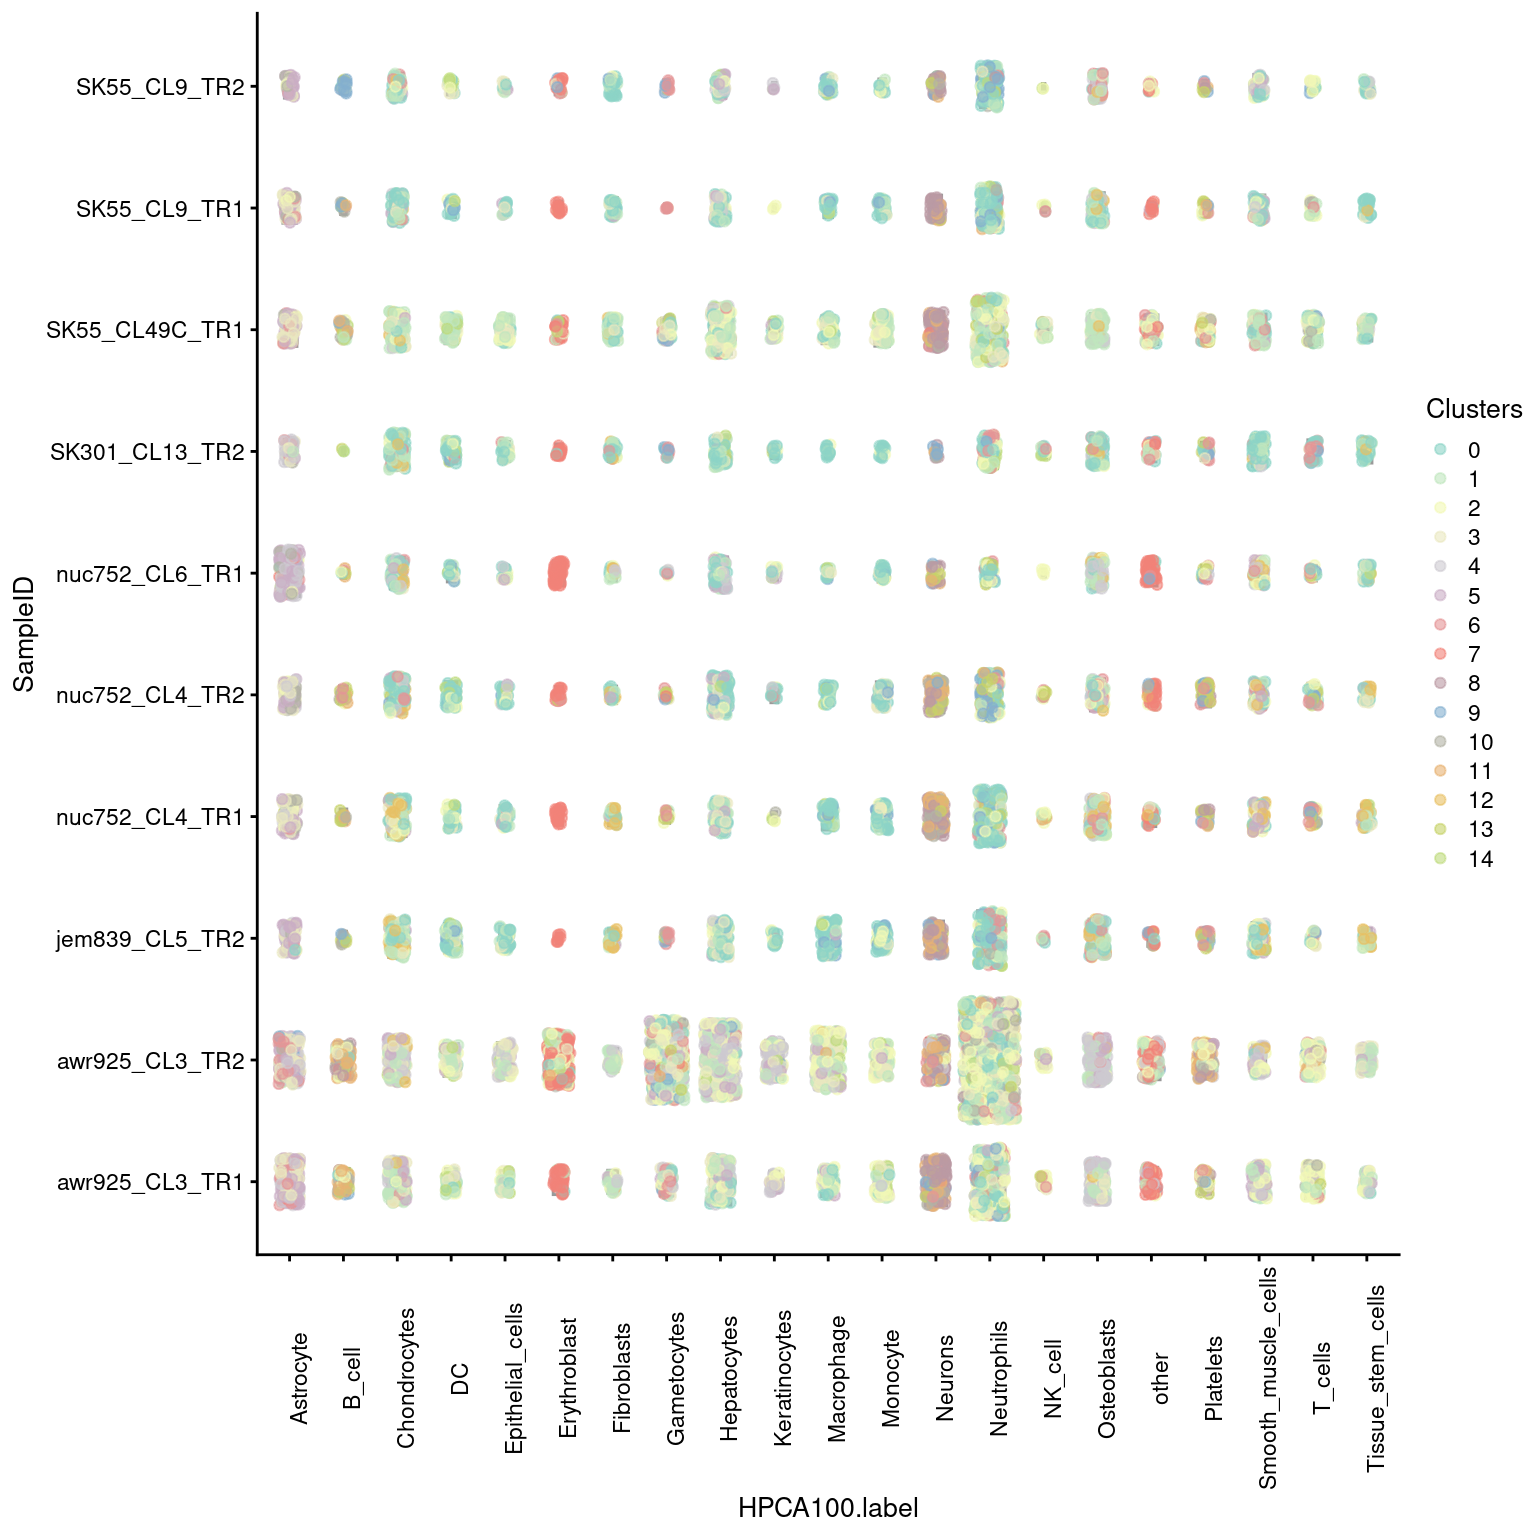 SK55_CL9_TR2
SK55_CL9_TR1
SK55_CL49C_TR1
SK301_CL13_TR2
nuc752_CL6_TR1
nuc752_CL4_TR2
nuc752_CL4_TR1
jem839_CL5_TR2
awr925_CL3_TR2
awr925_CL3_TR1
SampleID
Astrocyte
B_cell
Chondrocytes
DC
Epithelial_cells
Erythroblast
Fibroblasts
Gametocytes
Hepatocytes
Keratinocytes
Macrophage
Monocyte
Neurons
Neutrophils
NK_cell
Osteoblasts
other
Platelets
Smooth_muscle_cells
T_cells
Tissue_stem_cells
HPCA100.label
Clusters
0
1
2
3
4
5
6
7
8
9
10
11
12
13
14